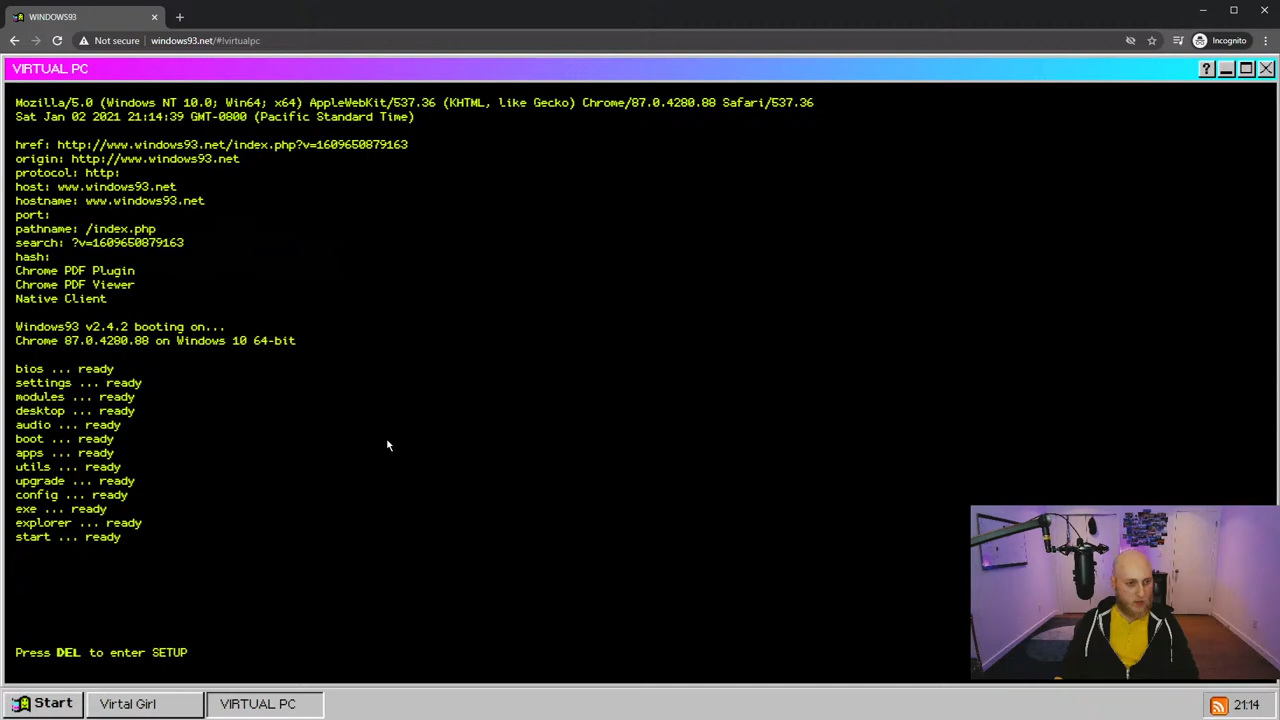 WINDOWS93
Not secure
windows93.net/#!virtualpc
Incognito
VIRTUAL PC
?
Mozilla/5.0 (Windows NT 10.0; Win64; x64) AppleWebKit/537.36 (KHTML, like Gecko) Chrome/87.0.4280.88 Safari/537.36
Sat Jan 02 2021 21:14:39 GMT-0800 (Pacific Standard Time)
href: http://www.windows93.net/index.php?v=1609650879163
origin: http://www.windows93.net
protocol: http:
host: www.windows93.net
hostname: www.windows93.net
port:
pathname: /index.php
search: ?v=1609650879163
hash:
Chrome PDF Plugin
Chrome PDF Viewer
Native Client
Windows93 v2.4.2 booting on...
Chrome 87.0.4280.88 on Windows 10 64-bit
bios ... ready
settings ... ready
modules ... ready
desktop ... ready
audio ... ready
boot ... ready
apps ... ready
utils ... ready
upgrade ... ready
config ... ready
exe ... ready
explorer ... ready
start ... ready
Press DEL to enter SETUP
Start
Virtal Girl
VIRTUAL PC
21:14